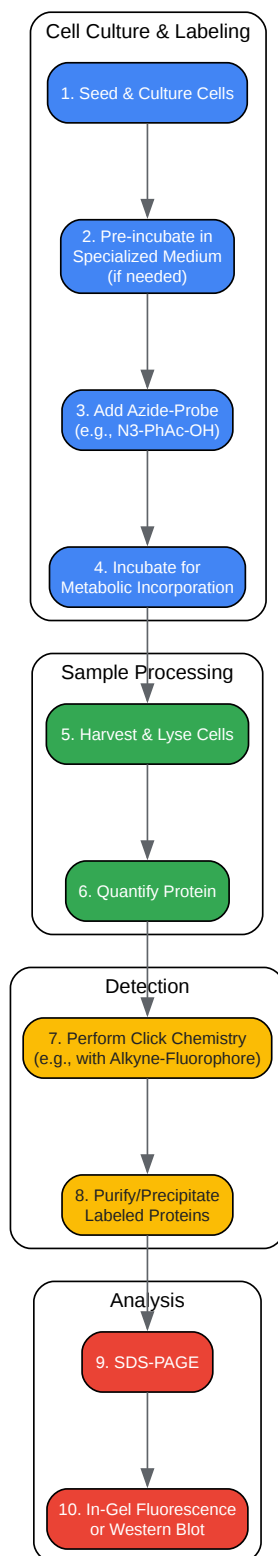 Cell Culture & Labeling
1. Seed & Culture Cells
2. Pre-incubate in
Specialized Medium
(if needed)
3. Add Azide-Probe
(e.g., N3-PhAc-OH)
4. Incubate for
Metabolic Incorporation
Sample Processing
5. Harvest & Lyse Cells
6. Quantify Protein
Detection
7. Perform Click Chemistry
(e.g., with Alkyne-Fluorophore)
8. Purify/Precipitate
Labeled Proteins
Analysis
9. SDS-PAGE
10. In-Gel Fluorescence
or Western Blot